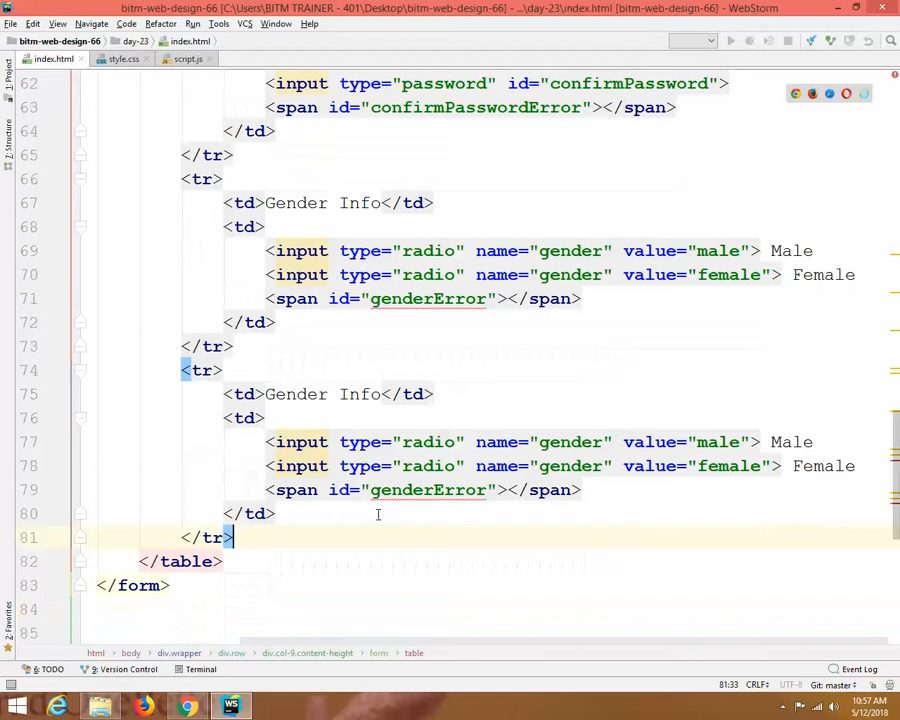 bitm-web-design-66 [C:\Users\BITM TRAINER - 401\Desktop\bitm-web-design-66] - ...\day-23\index.html [bitm-web-design-66] - WebStorm
File Edit View Navigate Code Refactor Run Tools VCS Window Help
bitm-web-design-66 day-23 index.html
index.html style.css script.js
1: Project
7: Structure
2: Favorites
62 <input type="password" id="confirmPassword">
63 <span id="confirmPasswordError"></span>
64 </td>
65 </tr>
66 <tr>
67 <td>Gender Info</td>
68 <td>
69 <input type="radio" name="gender" value="male"> Male
70 <input type="radio" name="gender" value="female"> Female
71 <span id="genderError"></span>
72 </td>
73 </tr>
74 <tr>
75 <td>Gender Info</td>
76 <td>
77 <input type="radio" name="gender" value="male"> Male
78 <input type="radio" name="gender" value="female"> Female
79 <span id="genderError"></span>
80 </td>
81 </tr>
82 </table>
83 </form>
84
85
html body div.wrapper div.row div.col-9.content-height form table
6: TODO 9: Version Control Terminal Event Log
81:33 CRLF÷ UTF-8 Git: master
WS
10:57 AM
5/12/2018